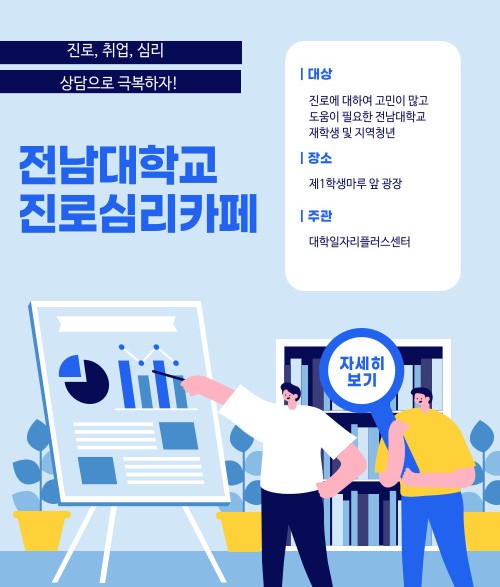 진로, 취업, 심리
상담으로 극복하자!
전남대학교
진로심리카페
| 대상
진로에 대하여 고민이 많고
도움이 필요한 전남대학교
재학생 및 지역청년
| 장소
제1학생마루 앞 광장
| 주관
대학일자리플러스센터
자세히
보기